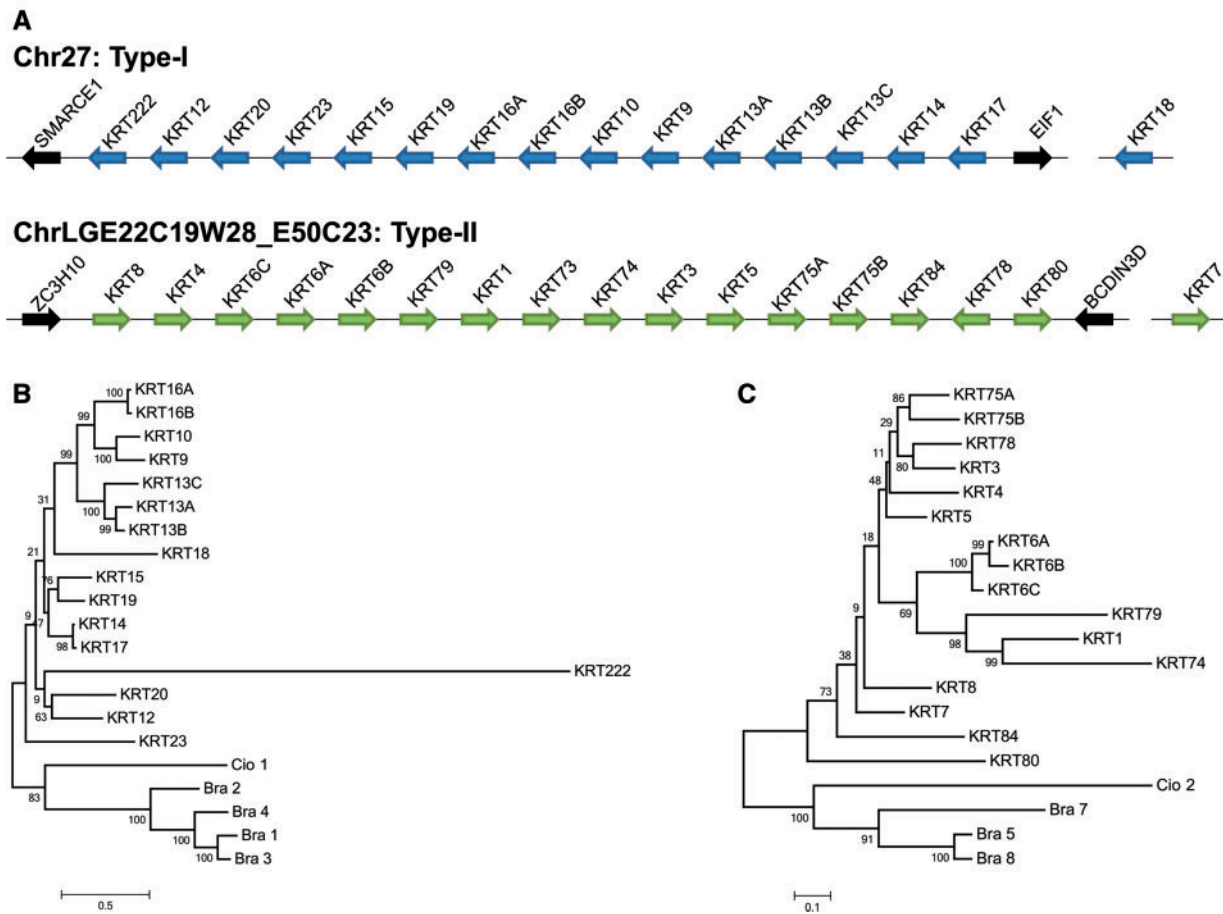 A
Chr27: Type-I
SMARCE1 KRT222 KRT12 KRT20 KRT23 KRT15 KRT19 KRT16A KRT16B KRT10 KRT9 KRT13A KRT13B KRT13C KRT14 KRT17 EIF1 KRT18
ChrLGE22C19W28_E50C23: Type-II
ZC3H10 KRT8 KRT4 KRT6C KRT6A KRT6B KRT79 KRT1 KRT73 KRT74 KRT3 KRT5 KRT75A KRT75B KRT84 KRT78 KRT80 BCDIN3D KRT7
B
KRT16A
100
KRT16B
99
KRT10
100
KRT9
99
KRT13C
100
KRT13A
99
KRT13B
31
KRT18
21
KRT15
76
KRT19
9
7
KRT14
98
KRT17
KRT222
9
KRT20
63
KRT12
KRT23
Cio 1
83
Bra 2
100
Bra 4
100
Bra 1
100
Bra 3
0.5
C
KRT75A
86
KRT75B
29
KRT78
11
80
KRT3
48
KRT4
KRT5
18
KRT6A
99
KRT6B
100
KRT6C
69
KRT79
98
KRT1
99
KRT74
9
KRT8
38
KRT7
73
KRT84
KRT80
Cio 2
100
Bra 7
91
Bra 5
100
Bra 8
0.1